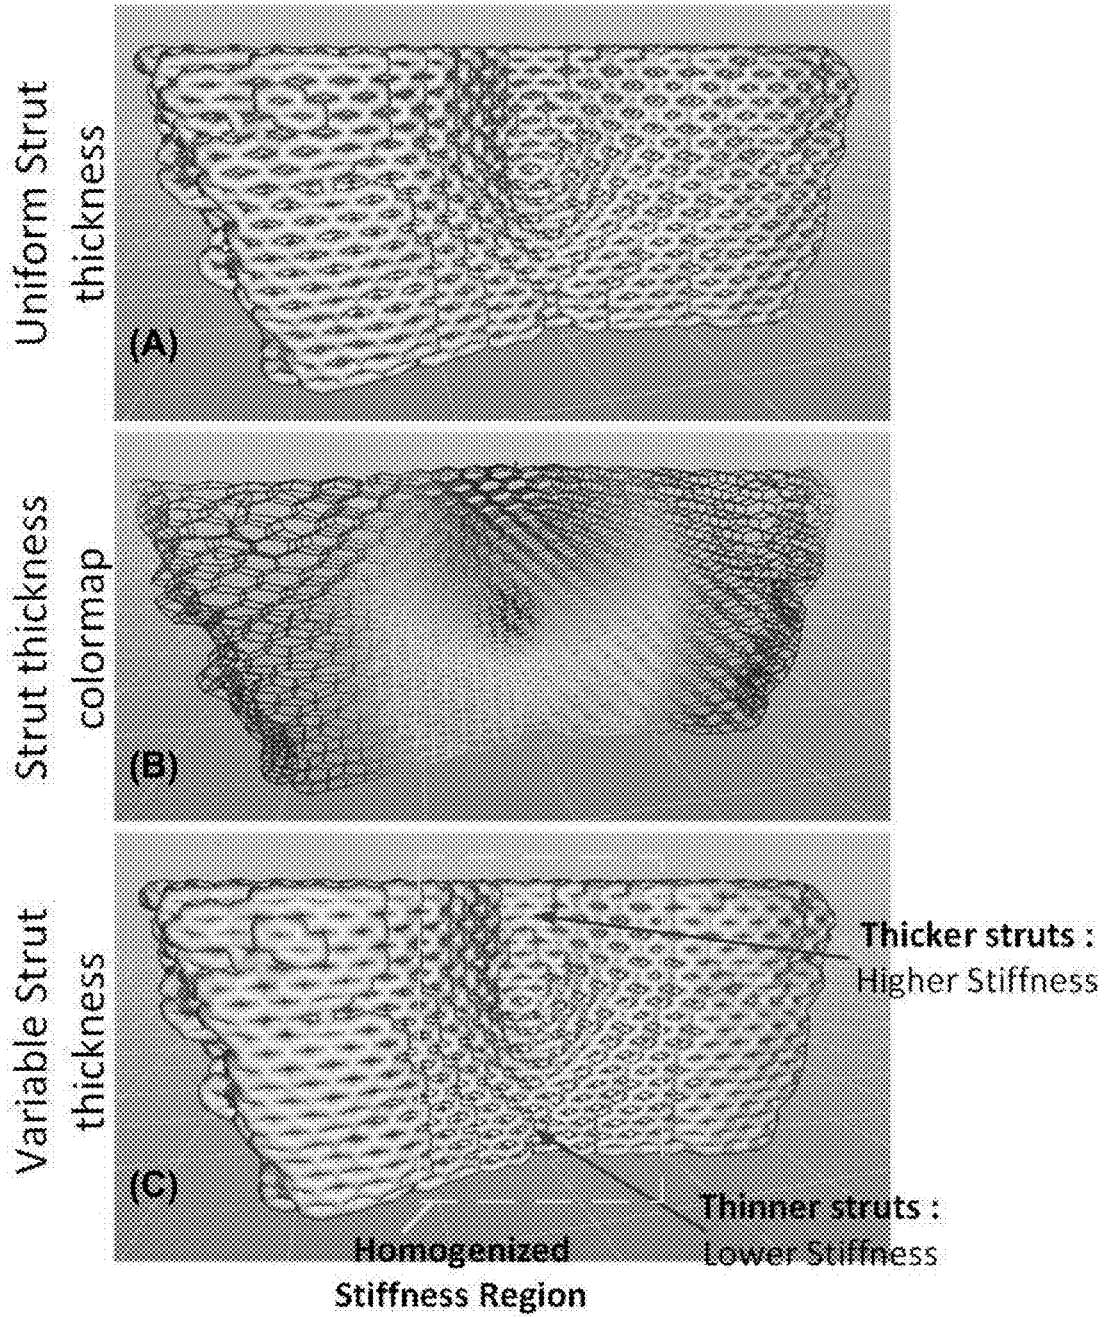 Uniform Strut
thickness
(A)
Strut thickness
colormap
(B)
Variable Strut
thickness
(C)
Thicker struts :
Higher Stiffness
Thinner struts :
Lower Stiffness
Homogenized
Stiffness Region